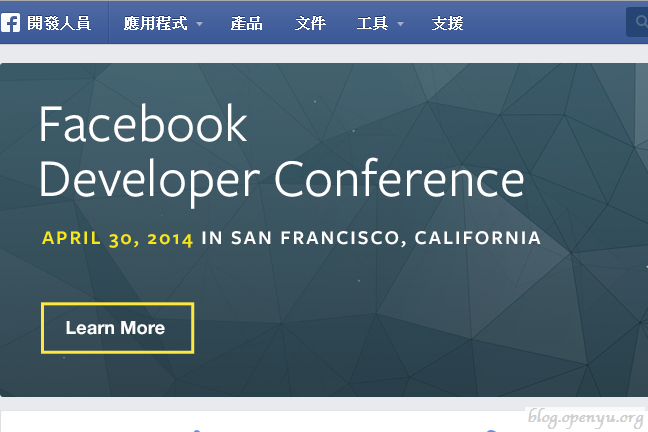 開發人員 應用程式 產品 文件 工具 支援
Facebook
Developer Conference
APRIL 30, 2014 IN SAN FRANCISCO, CALIFORNIA
Learn More
blog.openyu.org